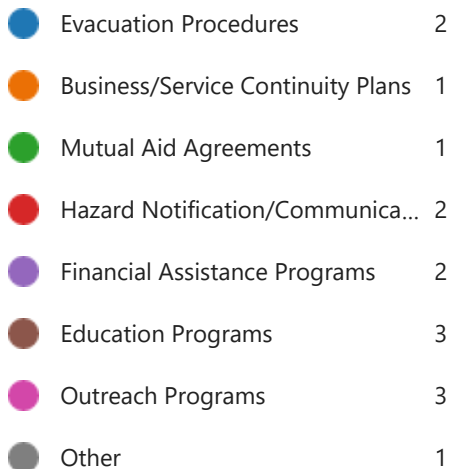 Evacuation Procedures 2
Business/Service Continuity Plans 1
Mutual Aid Agreements 1
Hazard Notification/Communica... 2
Financial Assistance Programs 2
Education Programs 3
Outreach Programs 3
Other 1